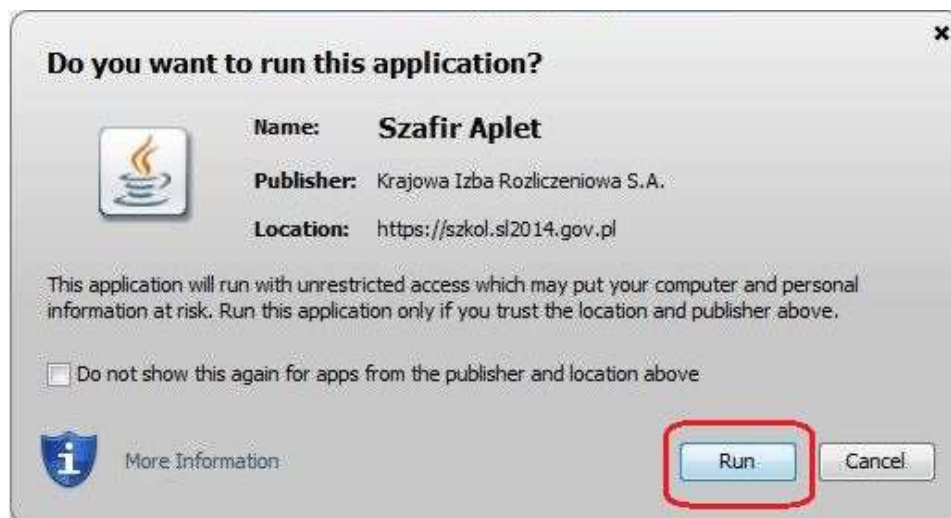 Do you want to run this application?
Name: Szafir Aplet
Publisher: Krajowa Izba Rozliczeniowa S.A.
Location: https://szkol.sl2014.gov.pl
This application will run with unrestricted access which may put your computer and personal
information at risk. Run this application only if you trust the location and publisher above.
Do not show this again for apps from the publisher and location above
More Information
Run
Cancel